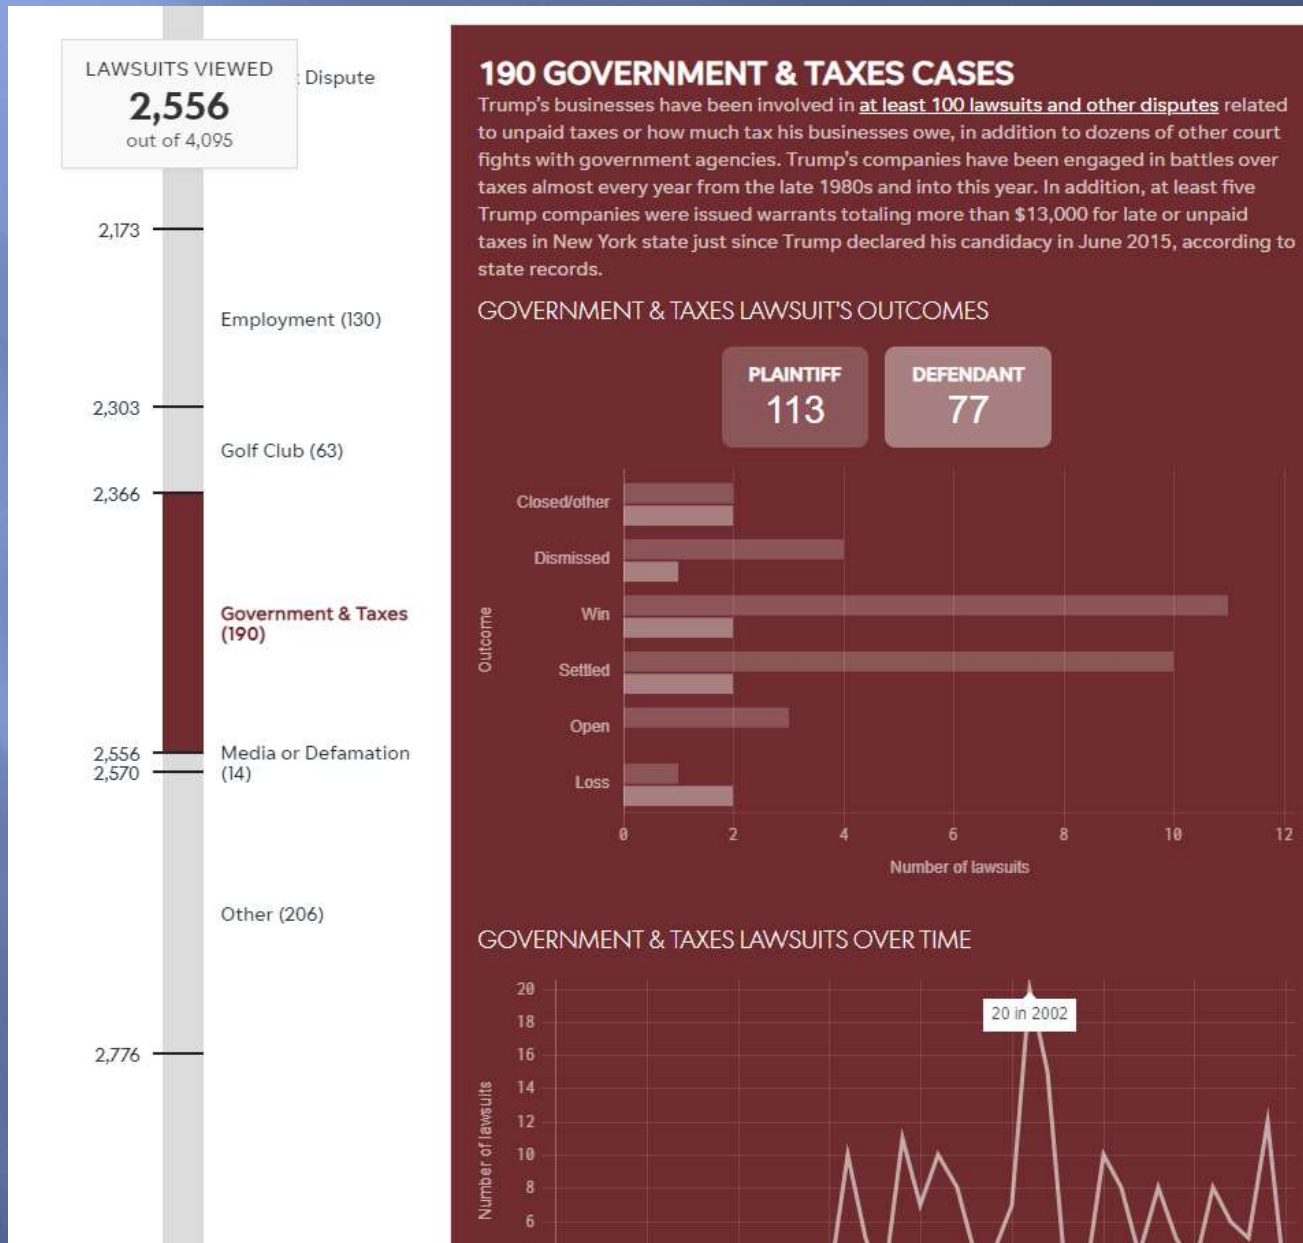 LAWSUITS VIEWED
2,556
out of 4,095
Dispute
2,173
Employment (130)
2,303
Golf Club (63)
2,366
Government & Taxes
(190)
2,556
Media or Defamation
2,570
(14)
Other (206)
2,776
190 GOVERNMENT & TAXES CASES
Trump's businesses have been involved in at least 100 lawsuits and other disputes related
to unpaid taxes or how much tax his businesses owe, in addition to dozens of other court
fights with government agencies. Trump's companies have been engaged in battles over
taxes almost every year from the late 1980s and into this year. In addition, at least five
Trump companies were issued warrants totaling more than $13,000 for late or unpaid
taxes in New York state just since Trump declared his candidacy in June 2015, according to
state records.
GOVERNMENT & TAXES LAWSUIT'S OUTCOMES
PLAINTIFF
113
DEFENDANT
77
Outcome
Closed/other
Dismissed
Win
Settled
Open
Loss
0 2 4 6 8 10 12
Number of lawsuits
GOVERNMENT & TAXES LAWSUITS OVER TIME
Number of lawsuits
20
18
16
14
12
10
8
6
20 in 2002